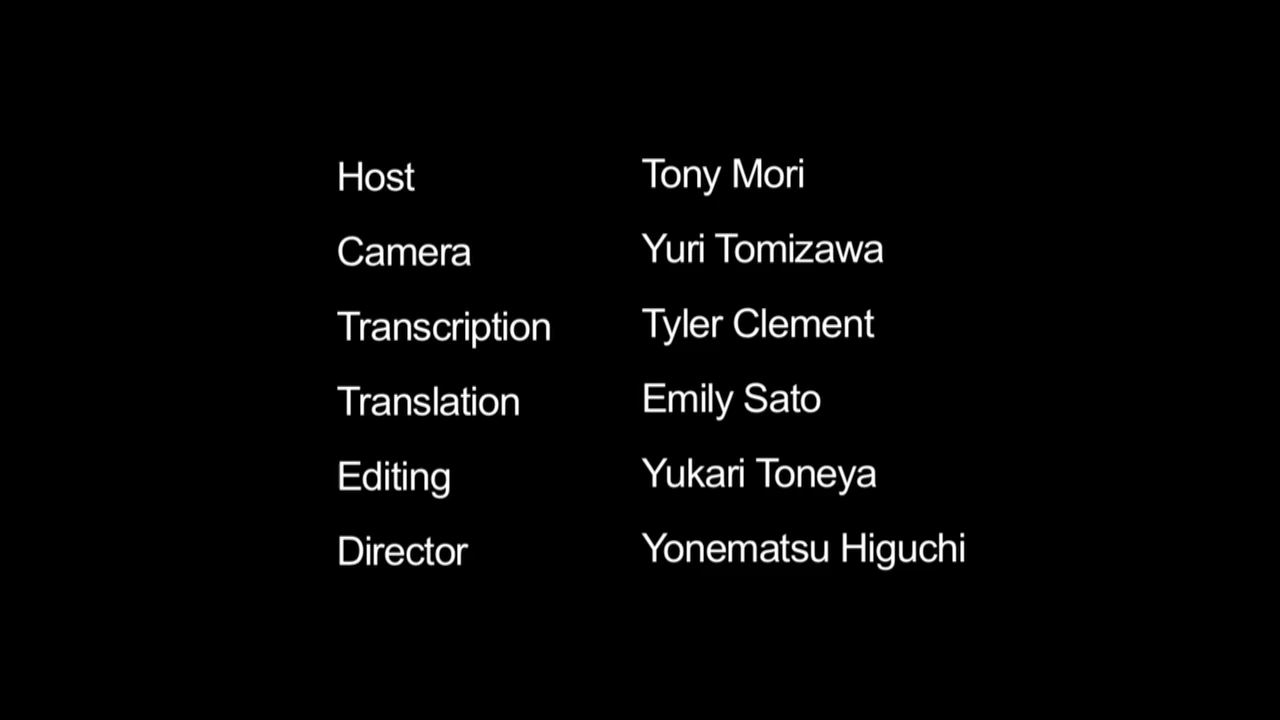 Host Tony Mori
Camera Yuri Tomizawa
Transcription Tyler Clement
Translation Emily Sato
Editing Yukari Toneya
Director Yonematsu Higuchi